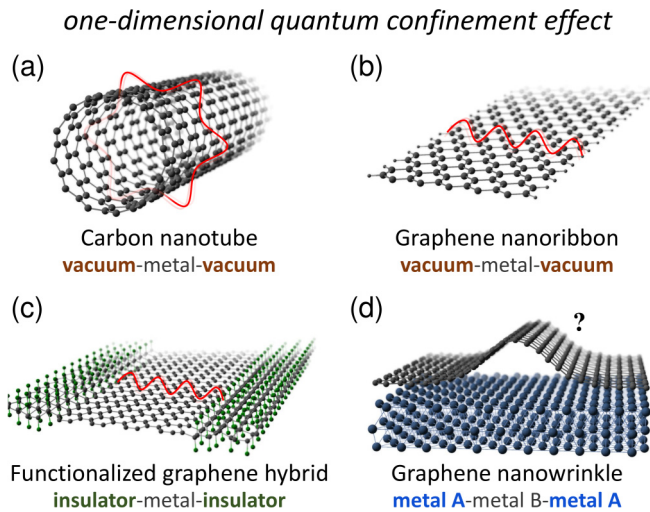 one-dimensional quantum confinement effect
(a)
Carbon nanotube
vacuum-metal-vacuum
(b)
Graphene nanoribbon
vacuum-metal-vacuum
(c)
Functionalized graphene hybrid
insulator-metal-insulator
(d)
?
Graphene nanowrinkle
metal A-metal B-metal A